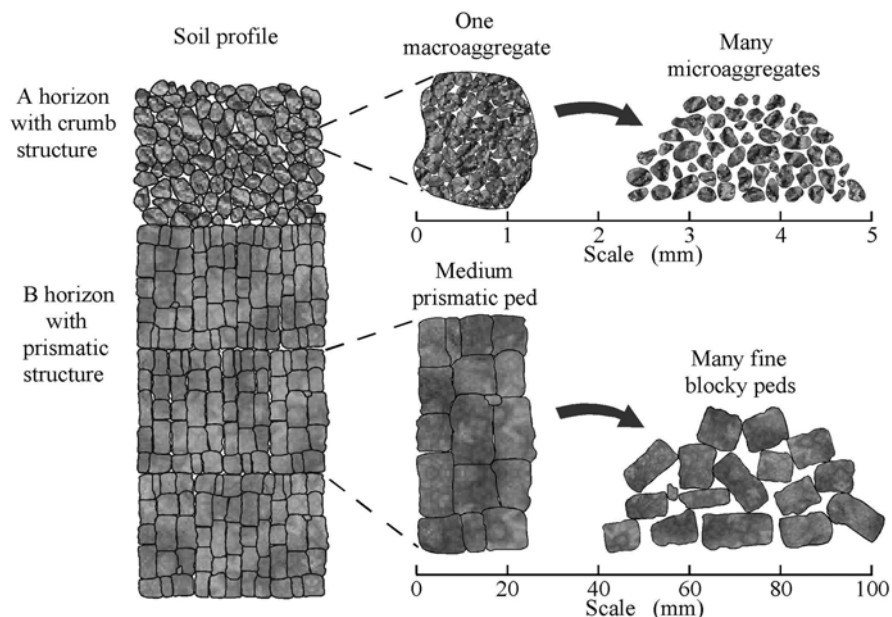 Soil profile
One
macroaggregate
Many
microaggregates
A horizon
with crumb
structure
0 1 2 3 4 5
Scale (mm)
B horizon
with
prismatic
structure
Medium
prismatic ped
Many fine
blocky peds
0 20 40 60 80 100
Scale (mm)